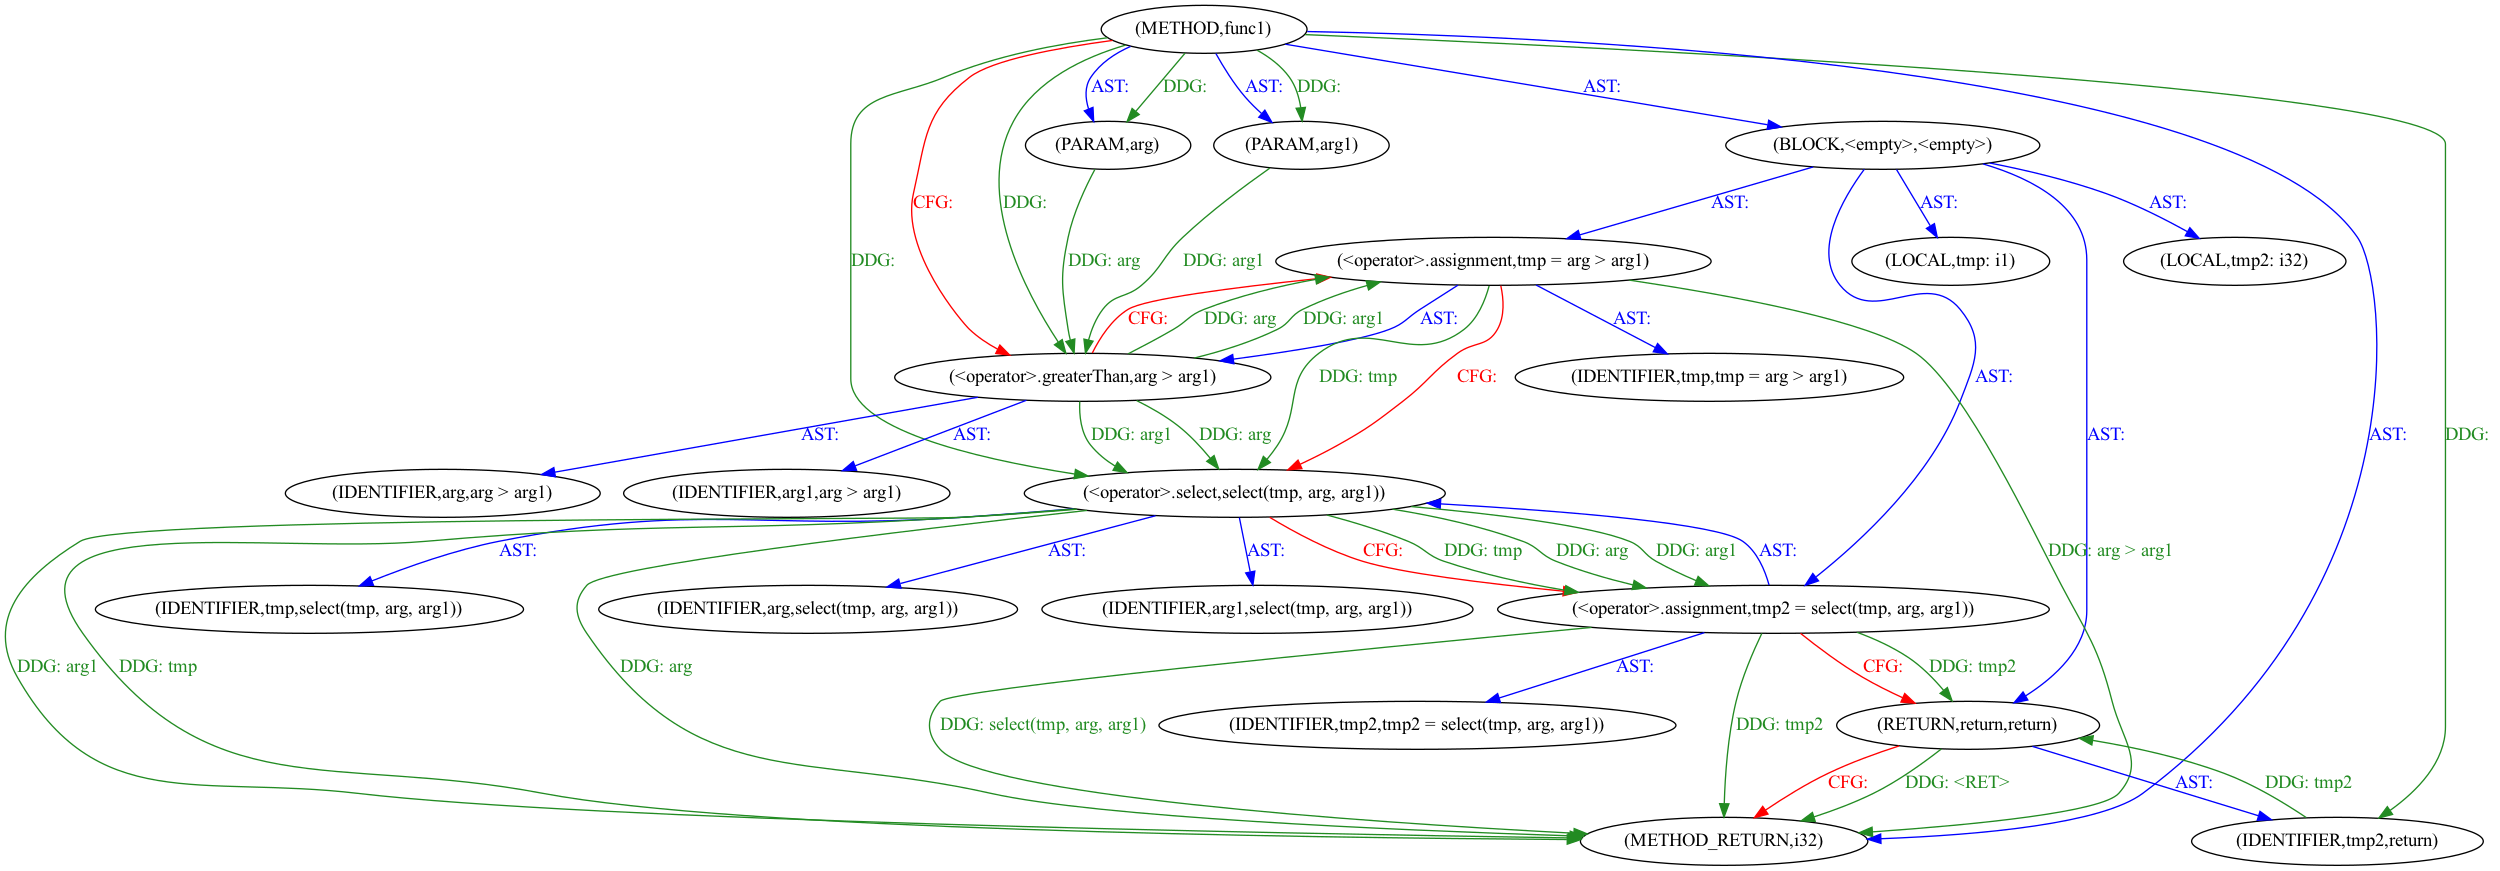 (METHOD,func1)
AST:
DDG:
AST:
DDG:
AST:
(PARAM,arg)
(PARAM,arg1)
(BLOCK,<empty>,<empty>)
CFG:
DDG:
AST:
AST:
AST:
DDG:
DDG: arg
DDG: arg1
(<operator>.assignment,tmp = arg > arg1)
(LOCAL,tmp: i1)
(LOCAL,tmp2: i32)
CFG:
DDG: arg
DDG: arg1
AST:
AST:
DDG: tmp
CFG:
(<operator>.greaterThan,arg > arg1)
(IDENTIFIER,tmp,tmp = arg > arg1)
AST:
AST:
AST:
DDG: arg1
DDG: arg
AST:
AST:
DDG:
(IDENTIFIER,arg,arg > arg1)
(IDENTIFIER,arg1,arg > arg1)
(<operator>.select,select(tmp, arg, arg1))
AST:
AST:
AST:
CFG:
DDG: tmp
DDG: arg
DDG: arg1
AST:
DDG: arg > arg1
(IDENTIFIER,tmp,select(tmp, arg, arg1))
(IDENTIFIER,arg,select(tmp, arg, arg1))
(IDENTIFIER,arg1,select(tmp, arg, arg1))
(<operator>.assignment,tmp2 = select(tmp, arg, arg1))
DDG: arg1
DDG: tmp
DDG: arg
AST:
CFG:
DDG: tmp2
DDG: select(tmp, arg, arg1)
(IDENTIFIER,tmp2,tmp2 = select(tmp, arg, arg1))
DDG: tmp2
(RETURN,return,return)
CFG:
DDG: <RET>
AST:
DDG: tmp2
(METHOD_RETURN,i32)
(IDENTIFIER,tmp2,return)